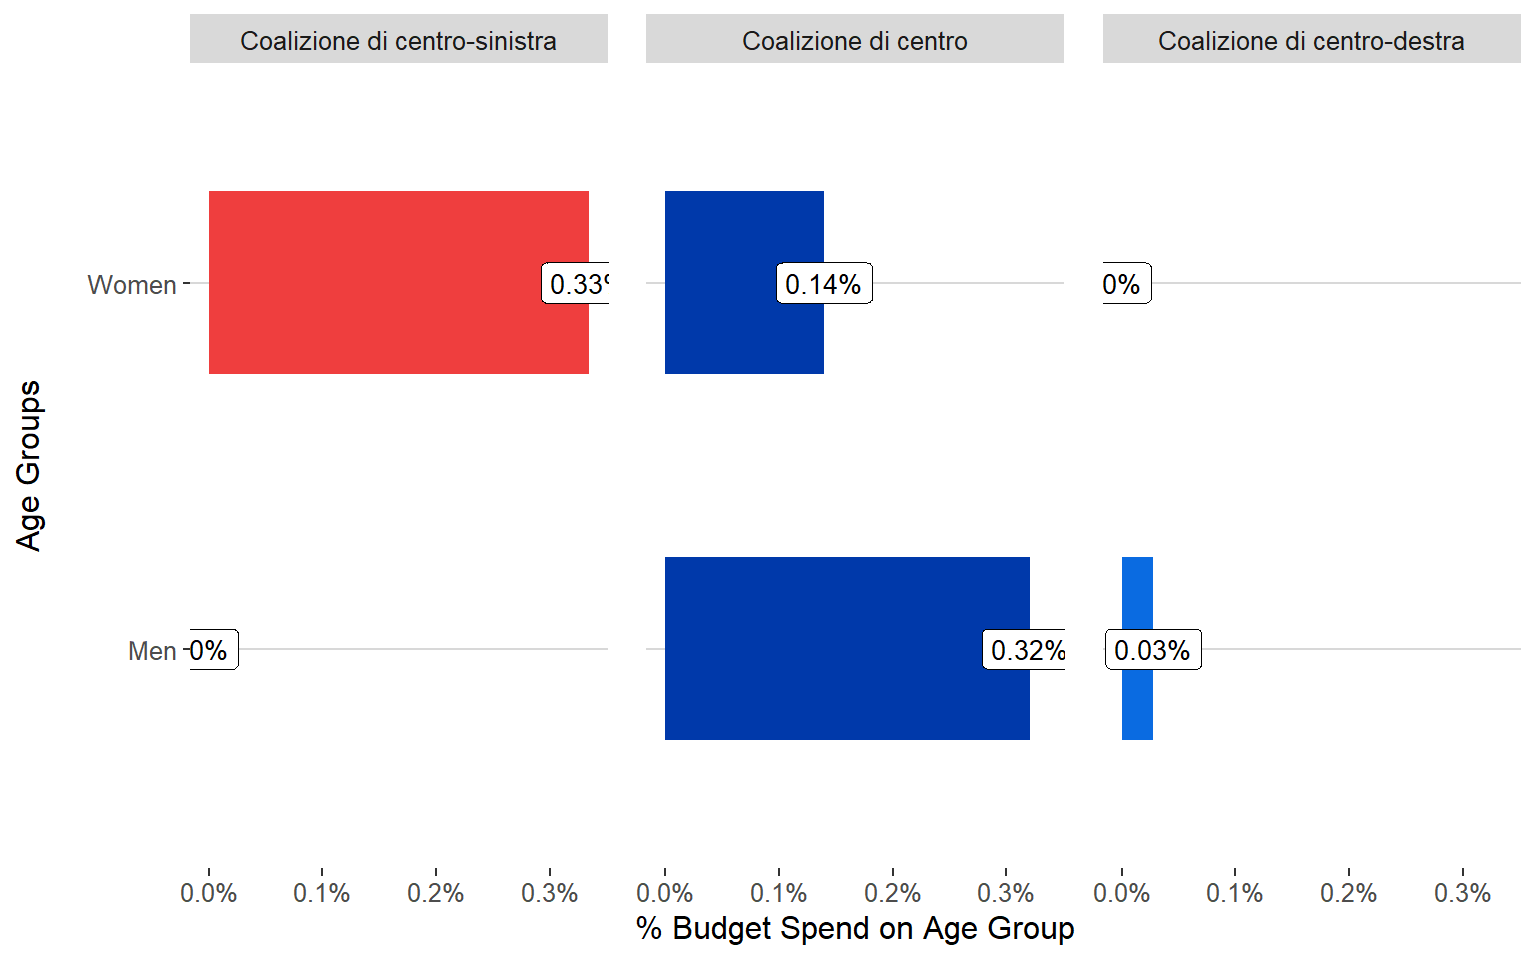 Coalizione di centro-sinistra
Coalizione di centro
Coalizione di centro-destra
Age Groups
Women
0.33%
0.14%
0%
Men
0%
0.32%
0.03%
0.0% 0.1% 0.2% 0.3%
0.0% 0.1% 0.2% 0.3%
0.0% 0.1% 0.2% 0.3%
% Budget Spend on Age Group